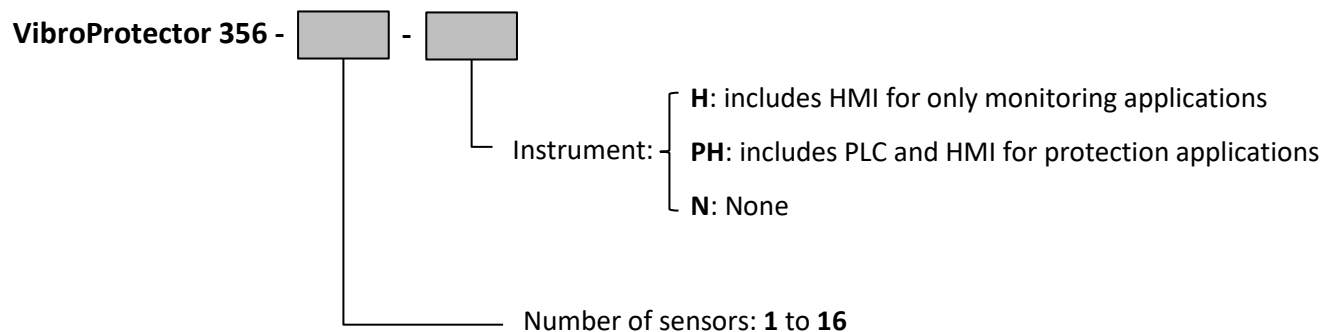 VibroProtector 356 - -
H: includes HMI for only monitoring applications
Instrument: PH: includes PLC and HMI for protection applications
N: None
Number of sensors: 1 to 16